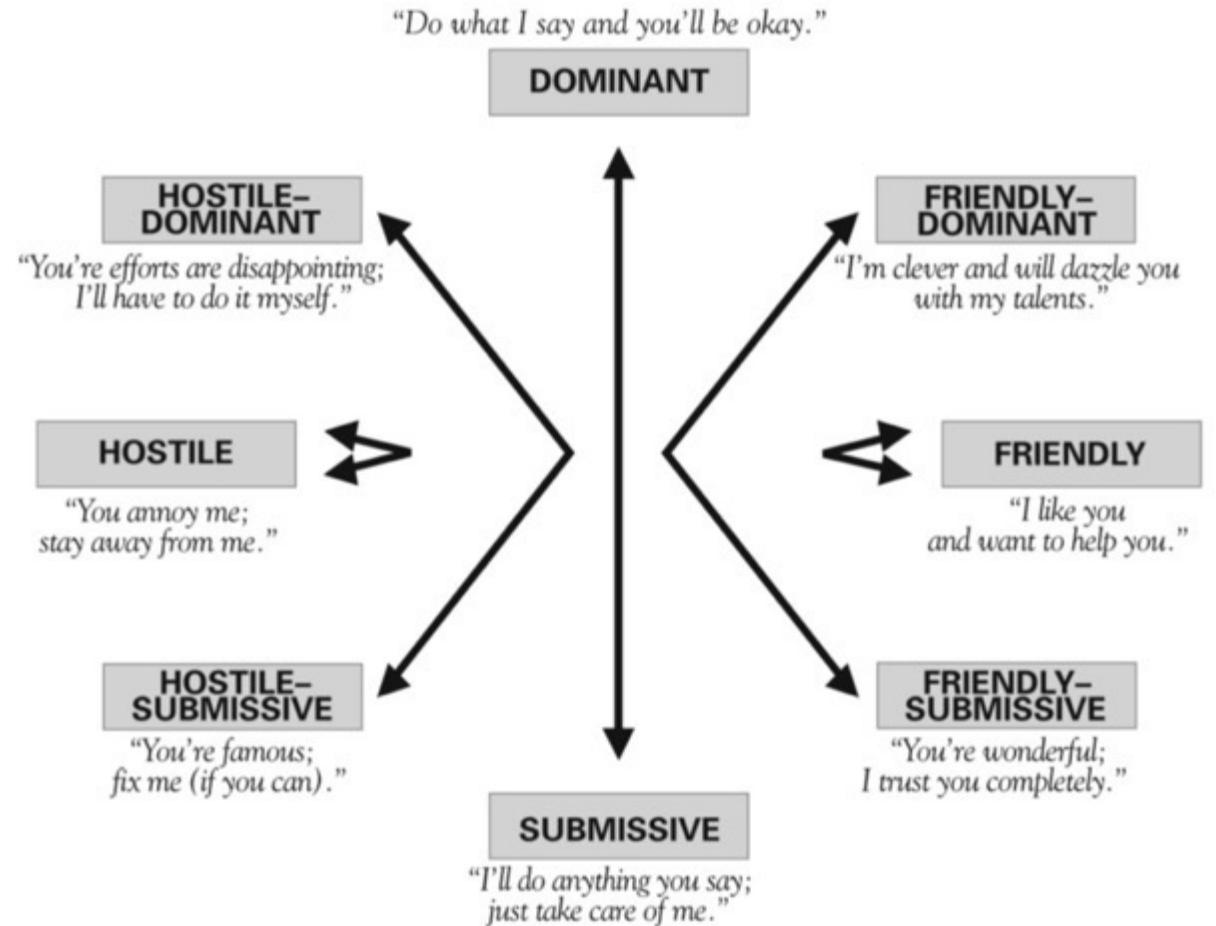 “Do what I say and you’ll be okay.”
DOMINANT
HOSTILE–
DOMINANT
“You’re efforts are disappointing;
I’ll have to do it myself.”
FRIENDLY–
DOMINANT
“I’m clever and will dazzle you
with my talents.”
HOSTILE
“You annoy me;
stay away from me.”
FRIENDLY
“I like you
and want to help you.”
HOSTILE–
SUBMISSIVE
“You’re famous;
fix me (if you can).”
FRIENDLY–
SUBMISSIVE
“You’re wonderful;
I trust you completely.”
SUBMISSIVE
“I’ll do anything you say;
just take care of me.”